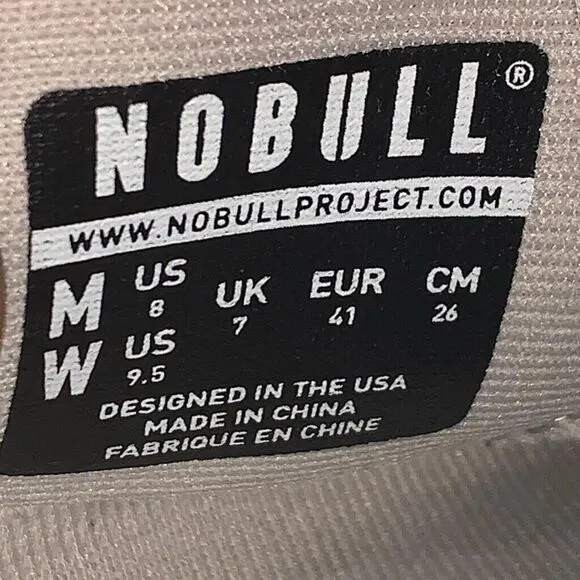 NOBULL®
WWW.NOBULLPROJECT.COM
M US 8 UK 7 EUR 41 CM 26
W US 9.5
DESIGNED IN THE USA
MADE IN CHINA
FABRIQUE EN CHINE